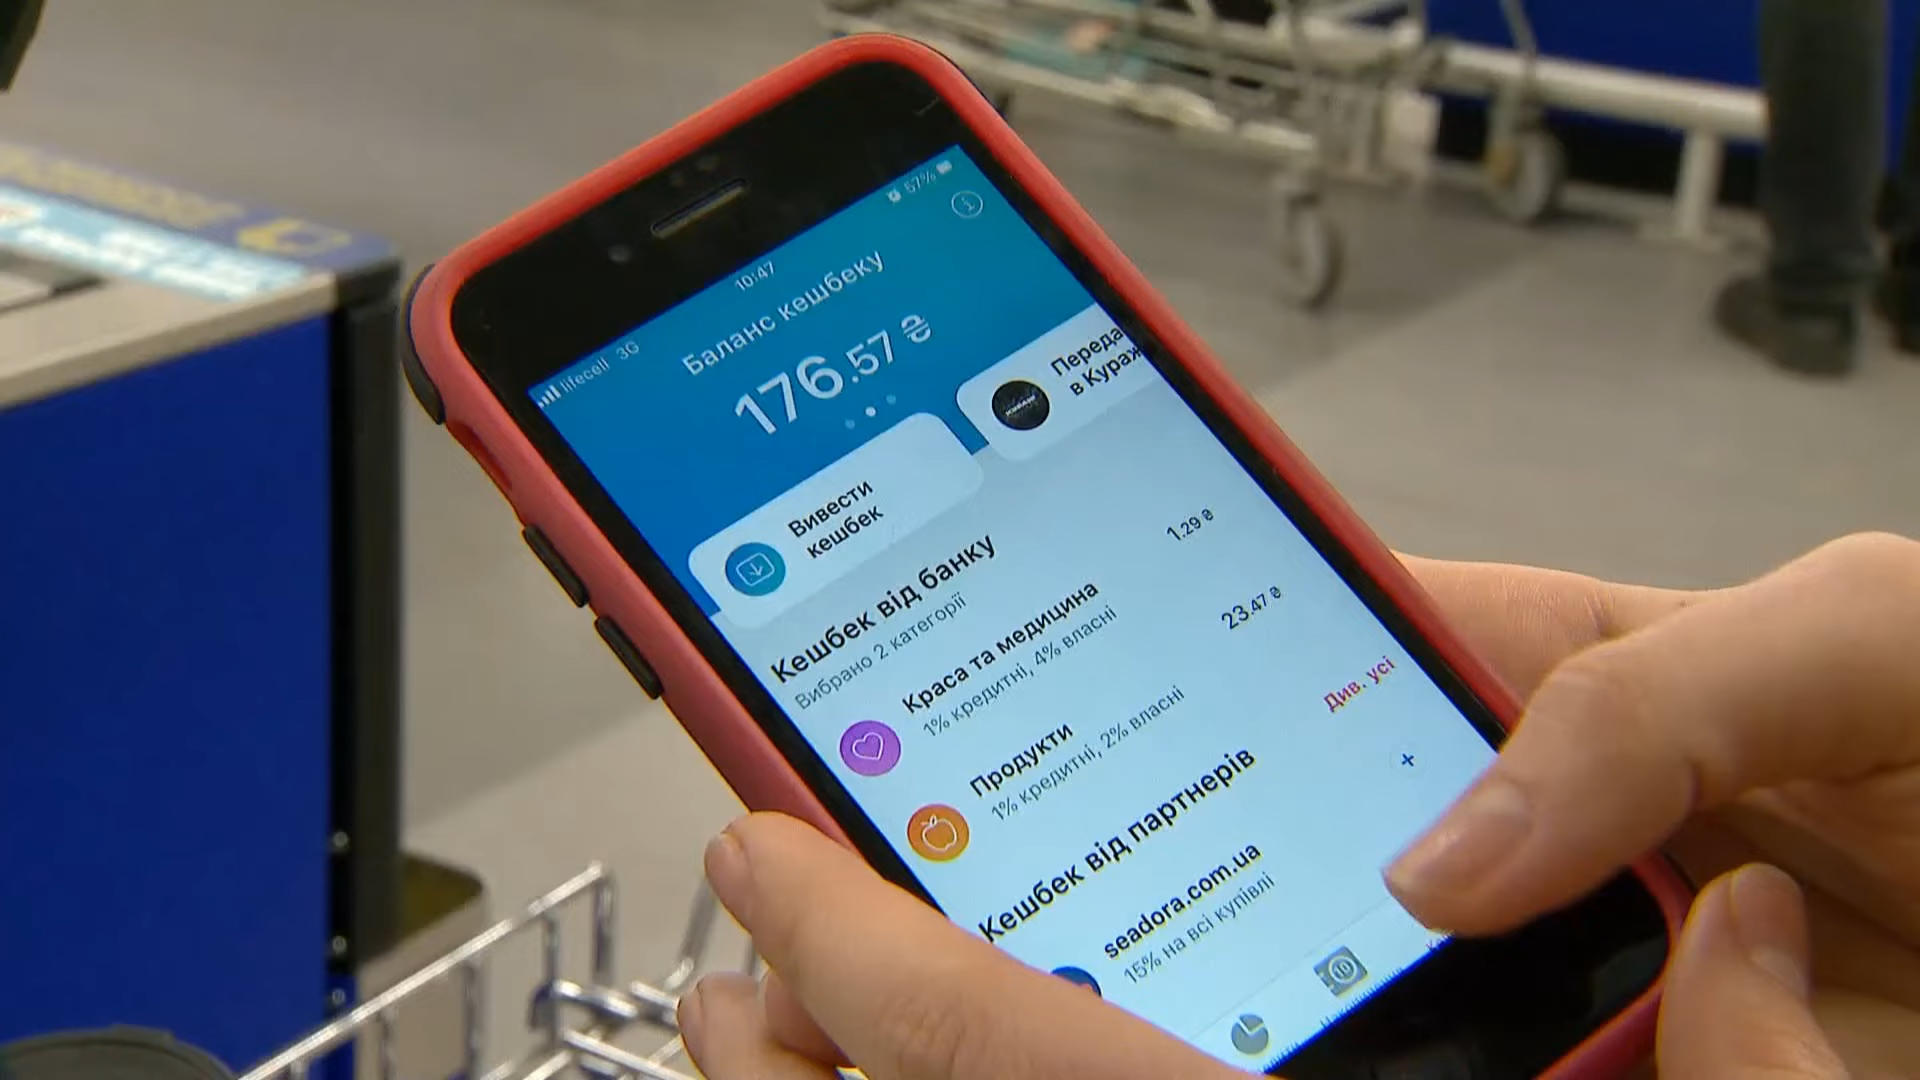 lifecell 3G
10:47
57%
Баланс кешбеку
176.57 ₴
Вивести
кешбек
Переда
в Кураж
Кешбек від банку
Вибрано 2 категорії
Краса та медицина
1% кредитні, 4% власні
1.29 ₴
Продукти
1% кредитні, 2% власні
23.47 ₴
Кешбек від партнерів
Див. усі
seadora.com.ua
15% на всі купівлі
+